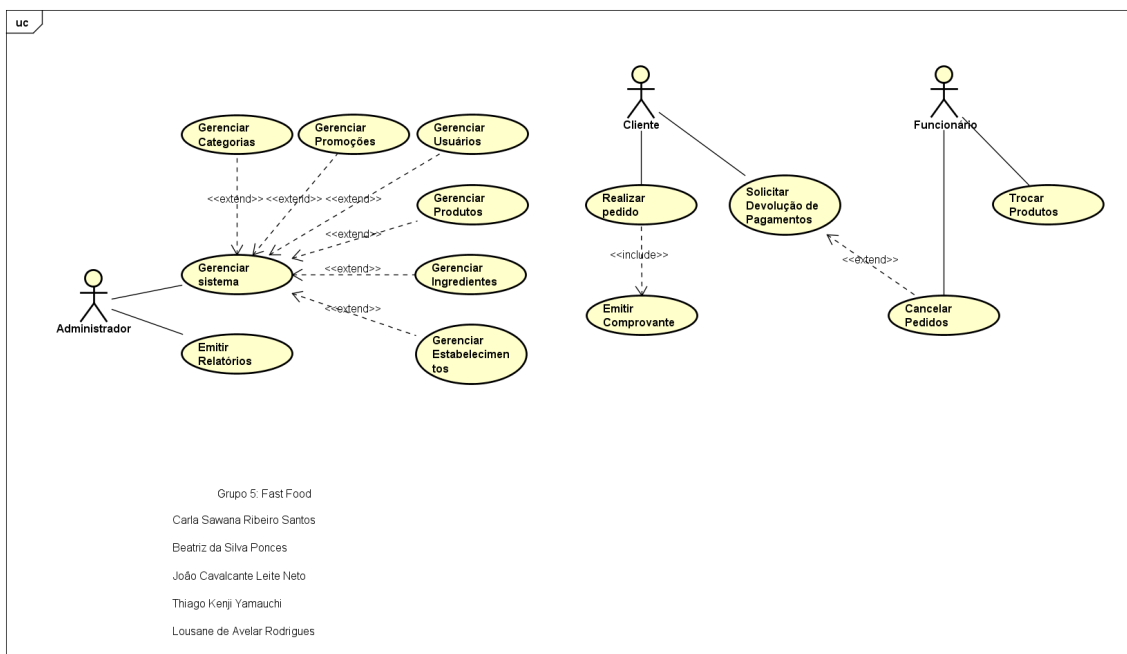 uc
Gerenciar
Categorias
Gerenciar
Promoções
Gerenciar
Usuários
<<extend>>
<<extend>>
<<extend>>
Gerenciar
Produtos
<<extend>>
Gerenciar
sistema
<<extend>>
Gerenciar
Ingredientes
<<extend>>
Administrador
Emitir
Relatórios
Gerenciar
Estabelecimen
tos
Cliente
Funcionário
Realizar
pedido
Solicitar
Devolução de
Pagamentos
Trocar
Produtos
<<include>>
<<extend>>
Emitir
Comprovante
Cancelar
Pedidos
Grupo 5: Fast Food
Carla Sawana Ribeiro Santos
Beatriz da Silva Ponces
João Cavalcante Leite Neto
Thiago Kenji Yamauchi
Lousane de Avelar Rodrigues